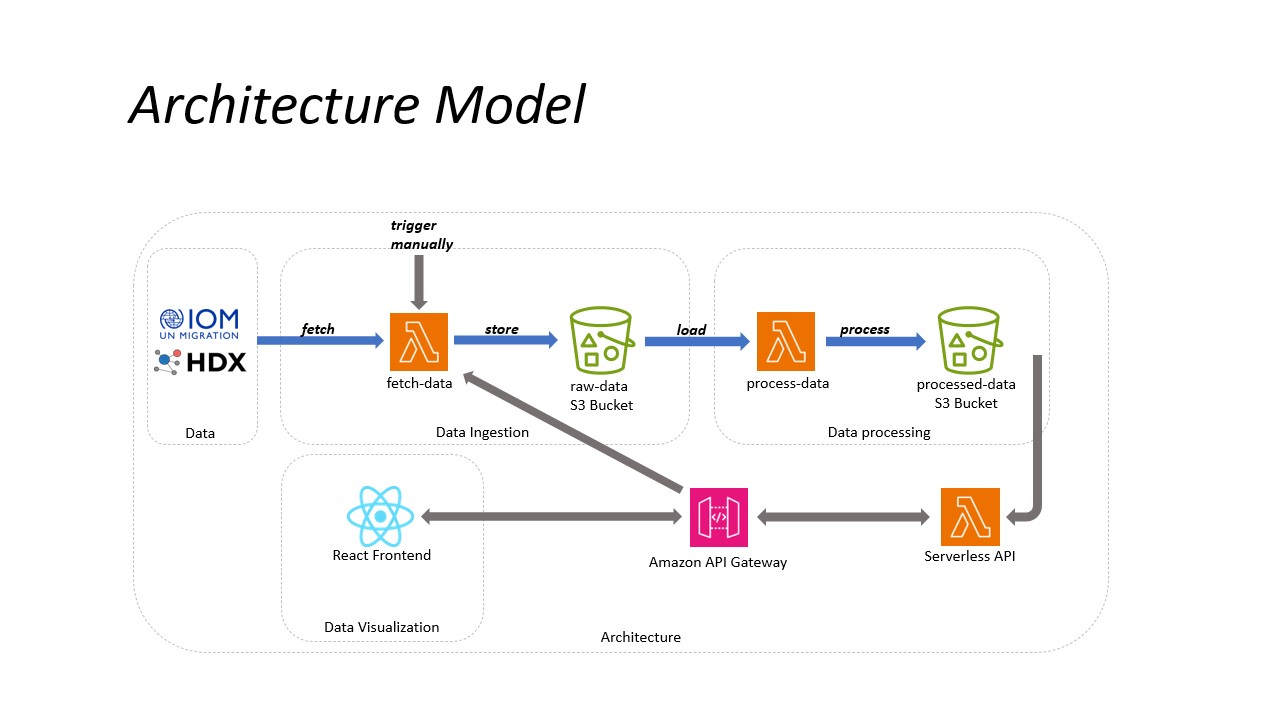 Architecture Model
trigger
manually
IOM
UN MIGRATION
HDX
Data
fetch
fetch-data
store
raw-data
S3 Bucket
Data Ingestion
load
process-data
process
processed-data
S3 Bucket
Data processing
React Frontend
Data Visualization
Amazon API Gateway
Serverless API
Architecture